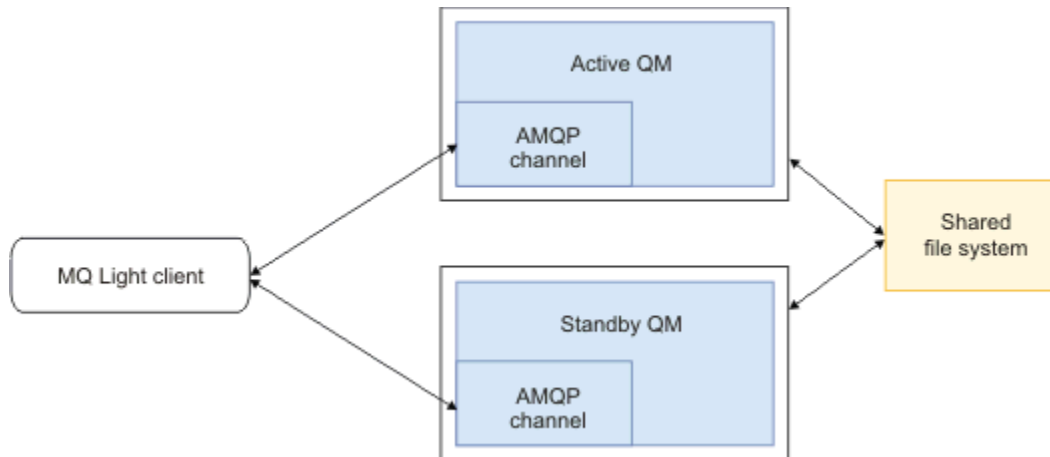 Active QM
AMQP
channel
MQ Light client
Shared
file system
Standby QM
AMQP
channel